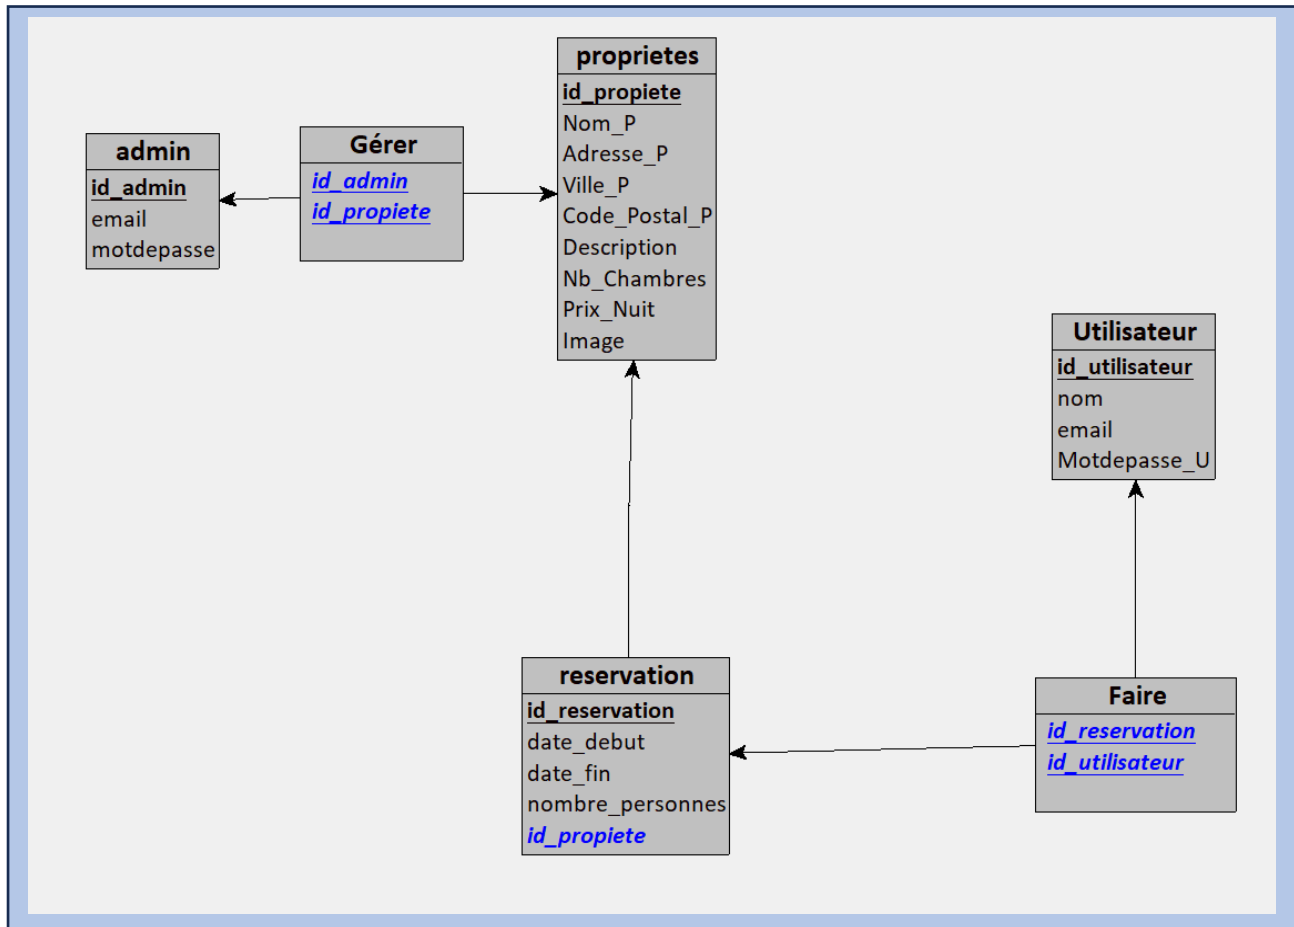 proprietes
id_propiete
Nom_P
Adresse_P
Ville_P
Code_Postal_P
Description
Nb_Chambres
Prix_Nuit
Image
admin
id_admin
email
motdepasse
Gérer
id_admin
id_propiete
Utilisateur
id_utilisateur
nom
email
Motdepasse_U
reservation
id_reservation
date_debut
date_fin
nombre_personnes
id_propiete
Faire
id_reservation
id_utilisateur